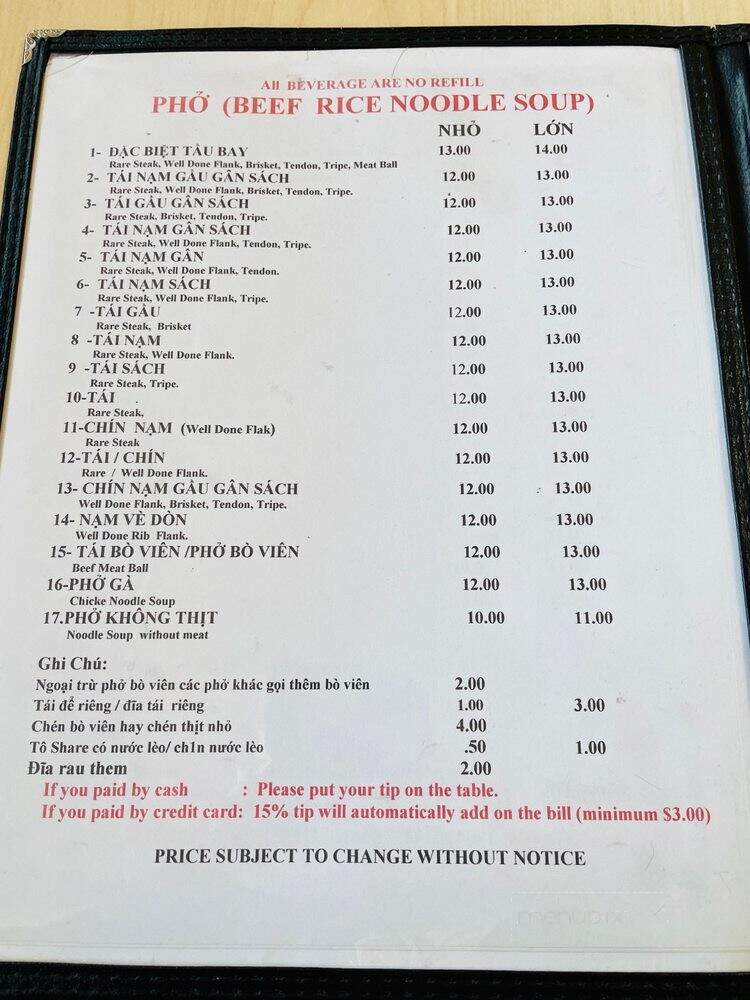 All BEVERAGE ARE NO REFILL
PHỞ (BEEF RICE NOODLE SOUP)
NHỎ LỚN
1- ĐẶC BIỆT TẦU BAY 13.00 14.00
Rare Steak, Well Done Flank, Brisket, Tendon, Tripe, Meat Ball
2- TÁI NẠM GẦU GÂN SÁCH 12.00 13.00
Rare Steak, Well Done Flank, Brisket, Tendon, Tripe.
3- TÁI GẦU GÂN SÁCH 12.00 13.00
Rare Steak, Brisket, Tendon, Tripe.
4- TÁI NẠM GÂN SÁCH 12.00 13.00
Rare Steak, Well Done Flank, Tendon, Tripe.
5- TÁI NẠM GÂN 12.00 13.00
Rare Steak, Well Done Flank, Tendon.
6- TÁI NẠM SÁCH 12.00 13.00
Rare Steak, Well Done Flank, Tripe.
7 -TÁI GẦU 12.00 13.00
Rare Steak, Brisket
8 -TÁI NẠM 12.00 13.00
Rare Steak, Well Done Flank.
9 -TÁI SÁCH 12.00 13.00
Rare Steak, Tripe.
10-TÁI 12.00 13.00
Rare Steak,
11-CHÍN NẠM (Well Done Flak) 12.00 13.00
Rare Steak
12-TÁI / CHÍN 12.00 13.00
Rare / Well Done Flank.
13- CHÍN NẠM GẦU GÂN SÁCH 12.00 13.00
Well Done Flank, Brisket, Tendon, Tripe.
14- NẠM VÈ DÒN 12.00 13.00
Well Done Rib Flank.
15- TÁI BÒ VIÊN /PHỞ BÒ VIÊN 12.00 13.00
Beef Meat Ball
16-PHỞ GÀ 12.00 13.00
Chicke Noodle Soup
17.PHỞ KHÔNG THỊT 10.00 11.00
Noodle Soup without meat
Ghi Chú:
Ngoại trừ phở bò viên các phở khác gọi thêm bò viên 2.00
Tái để riêng / đĩa tái riêng 1.00 3.00
Chén bò viên hay chén thịt nhỏ 4.00
Tô Share có nước lèo/ ch1n nước lèo .50 1.00
Đĩa rau them 2.00
If you paid by cash : Please put your tip on the table.
If you paid by credit card: 15% tip will automatically add on the bill (minimum $3.00)
PRICE SUBJECT TO CHANGE WITHOUT NOTICE
menupix